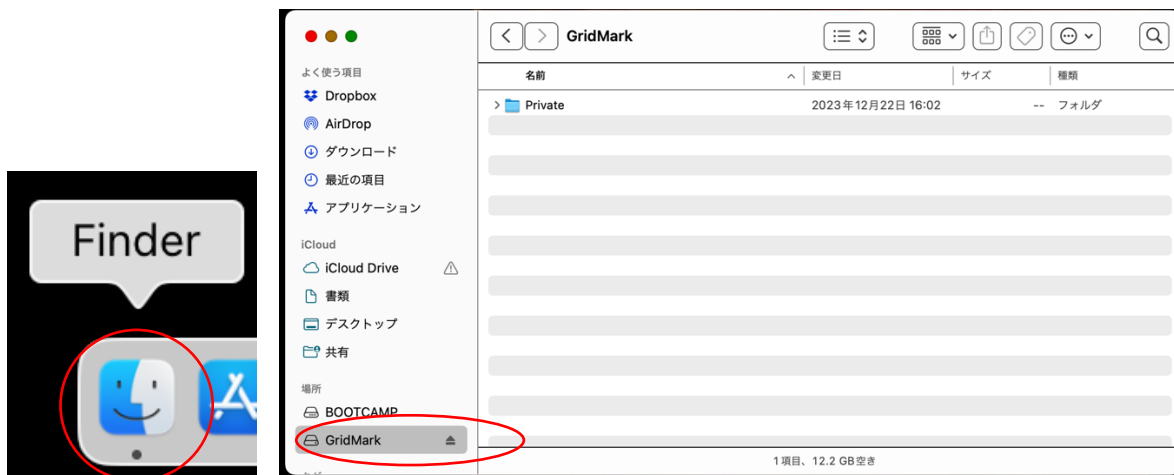 Finder
GridMark
よく使う項目
Dropbox
AirDrop
ダウンロード
最近の項目
アプリケーション
iCloud
iCloud Drive
書類
デスクトップ
共有
場所
BOOTCAMP
GridMark
名前 変更日 サイズ 種類
Private 2023年12月22日 16:02 -- フォルダ
1項目、12.2 GB空き